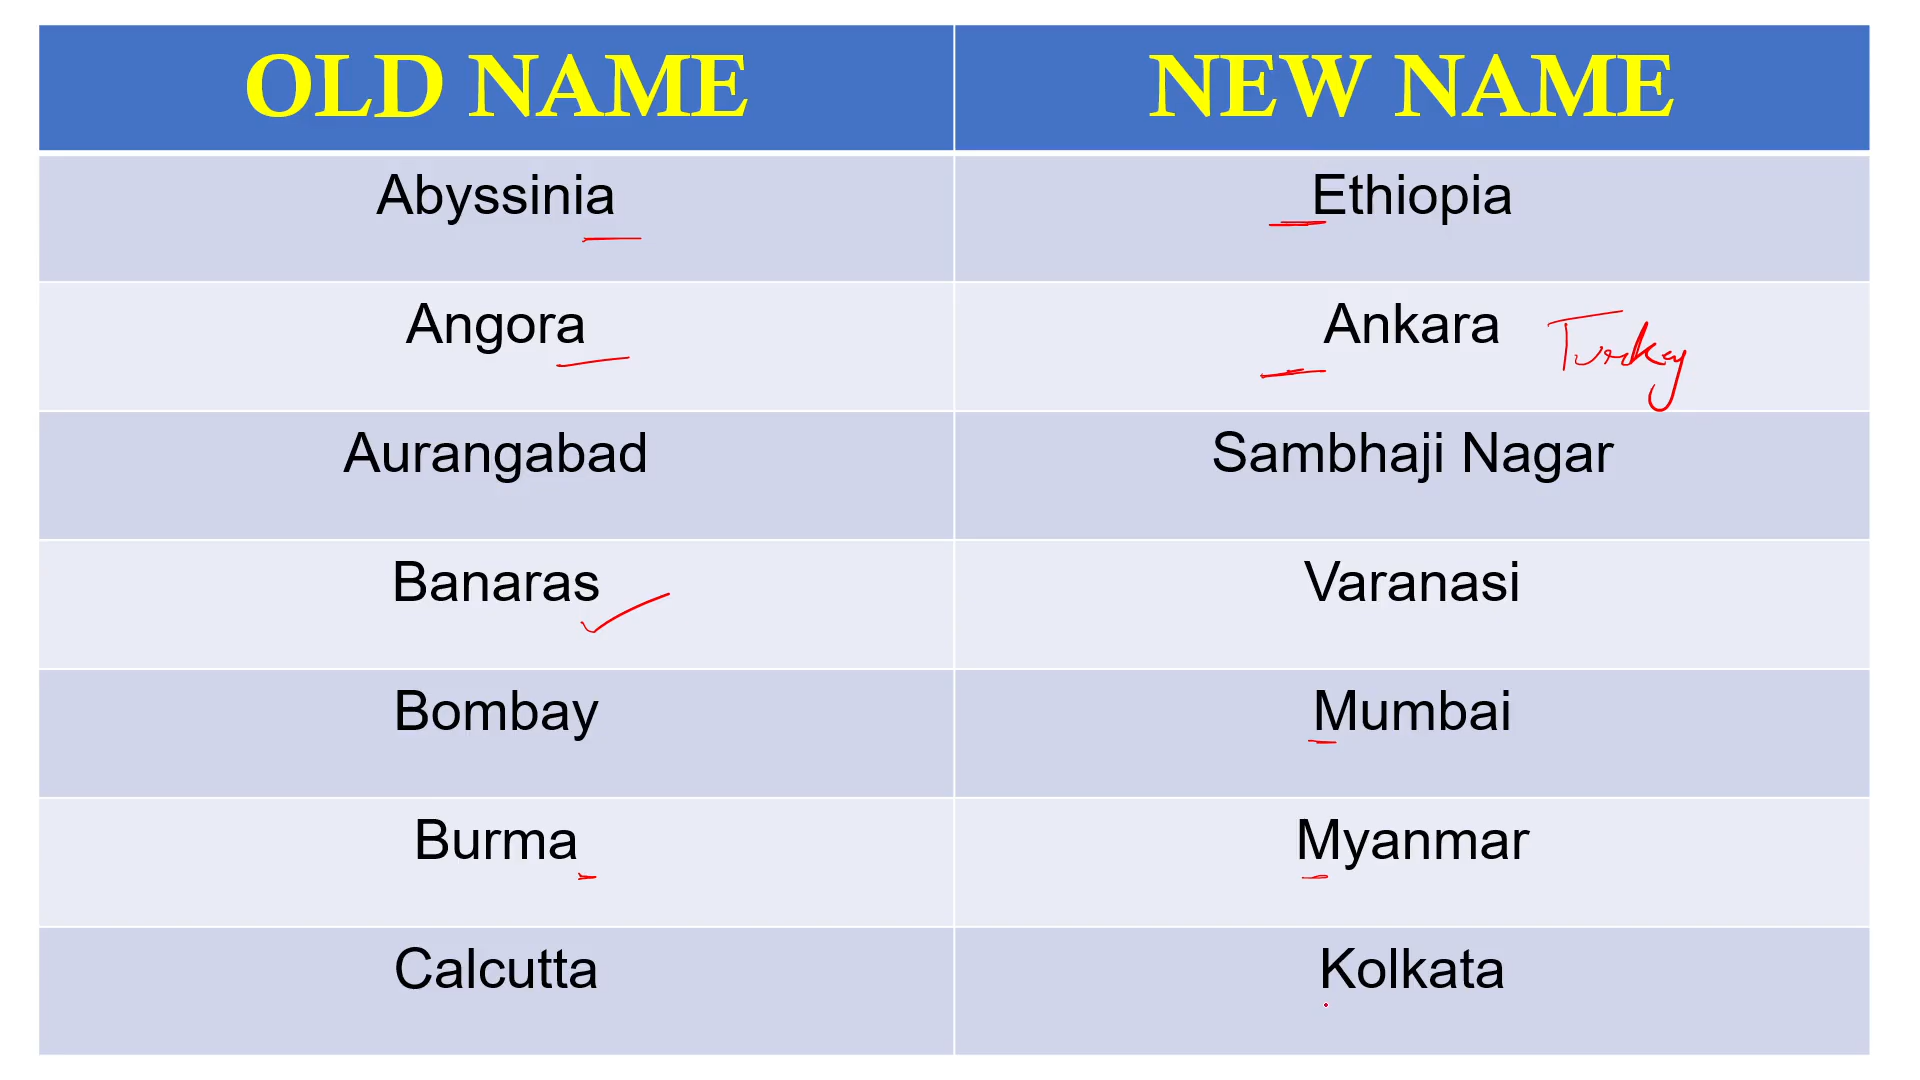 OLD NAME NEW NAME
Abyssinia Ethiopia
Angora Ankara Turkey
Aurangabad Sambhaji Nagar
Banaras Varanasi
Bombay Mumbai
Burma Myanmar
Calcutta Kolkata